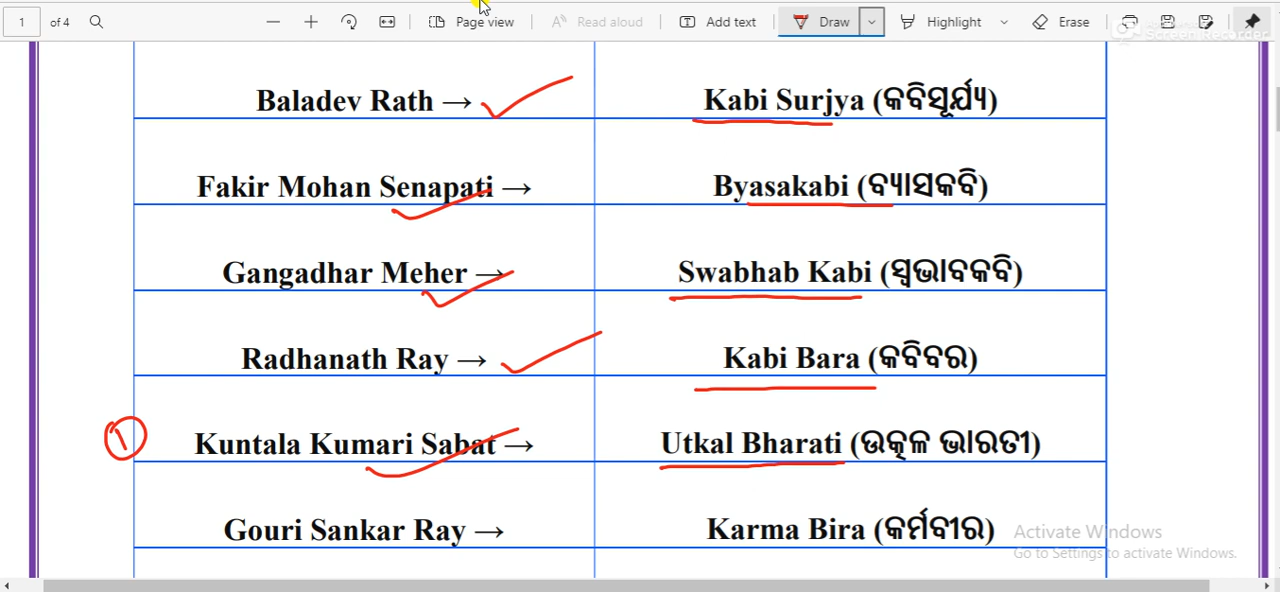 1 of 4 Page view Read aloud Add text Draw Highlight Erase
Screen Recorder
Baladev Rath → Kabi Surjya (କବିସୂର୍ଯ୍ୟ)
Fakir Mohan Senapati → Byasakabi (ବ୍ୟାସକବି)
Gangadhar Meher → Swabhab Kabi (ସ୍ୱଭାବକବି)
Radhanath Ray → Kabi Bara (କବିବର)
Kuntala Kumari Sabat → Utkal Bharati (ଉତ୍କଳ ଭାରତୀ)
Gouri Sankar Ray → Karma Bira (କର୍ମବୀର)
Activate Windows
Go to Settings to activate Windows.